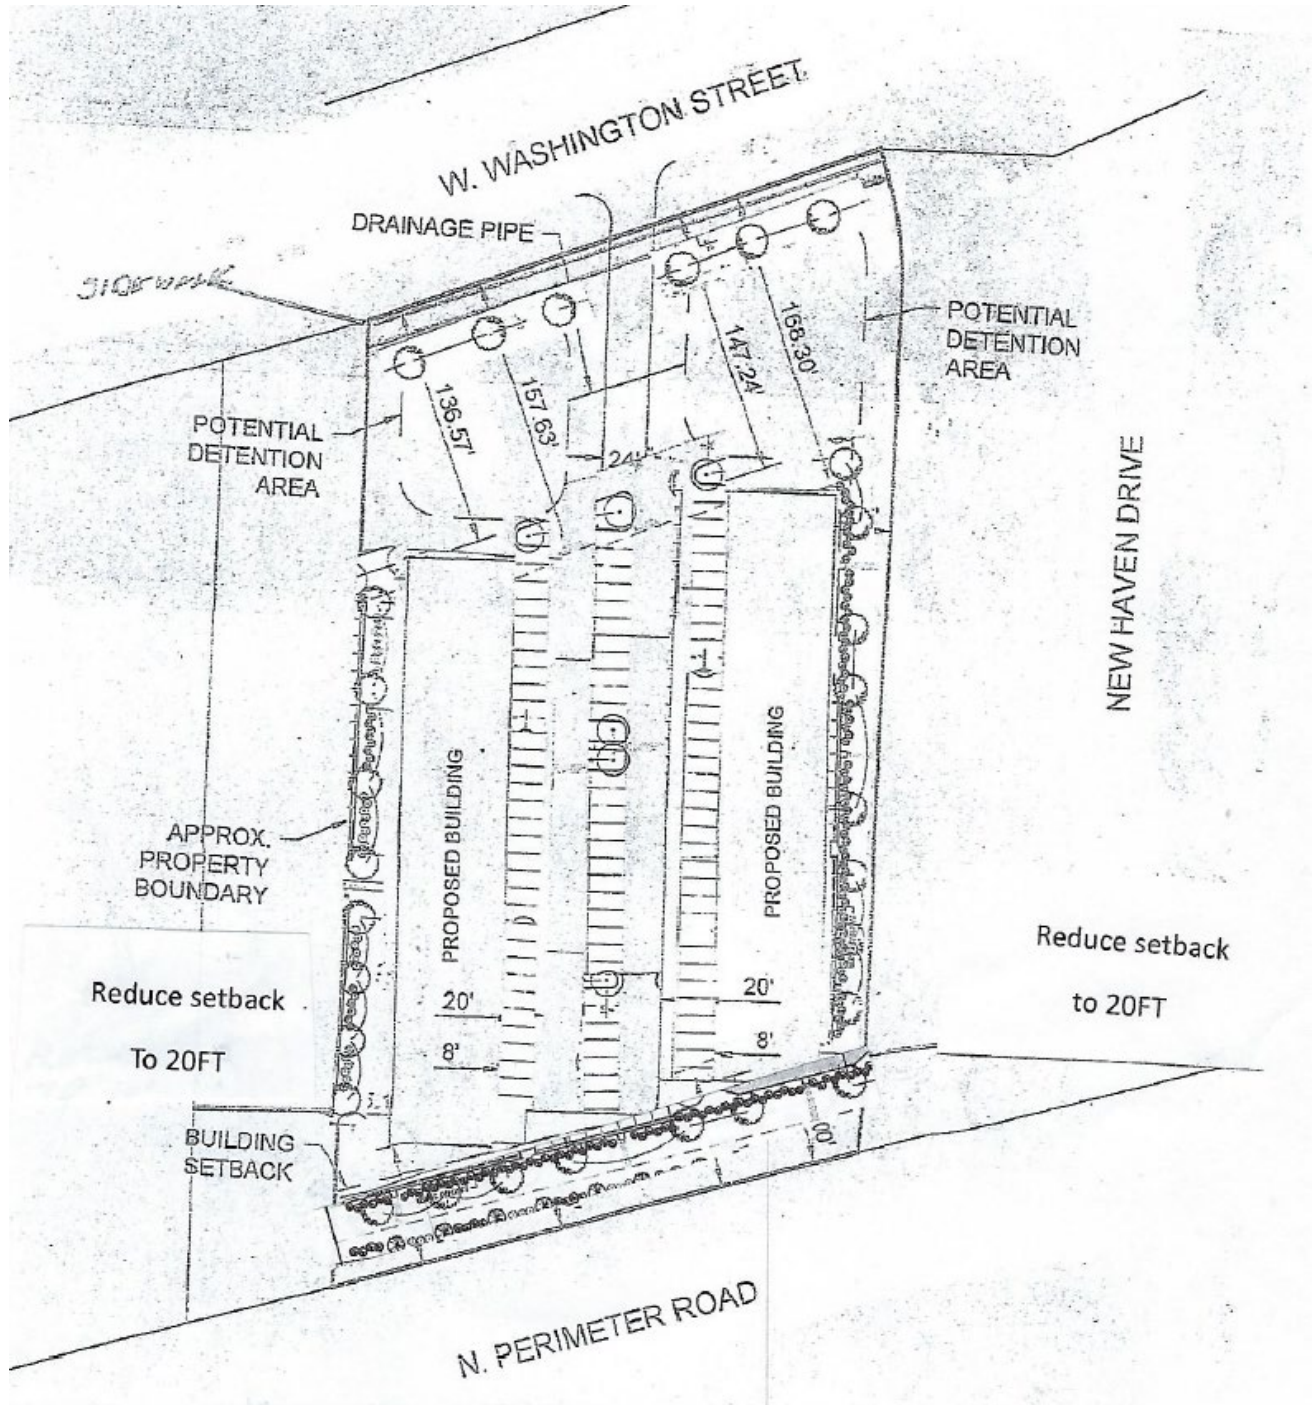 W. WASHINGTON STREET
DRAINAGE PIPE
SIDEWALK
POTENTIAL
DETENTION
AREA
168.30'
147.24'
157.63'
136.57'
POTENTIAL
DETENTION
AREA
24'
NEW HAVEN DRIVE
PROPOSED BUILDING
PROPOSED BUILDING
APPROX.
PROPERTY
BOUNDARY
Reduce setback
to 20FT
Reduce setback
To 20FT
20'
20'
8'
8'
BUILDING
SETBACK
N. PERIMETER ROAD